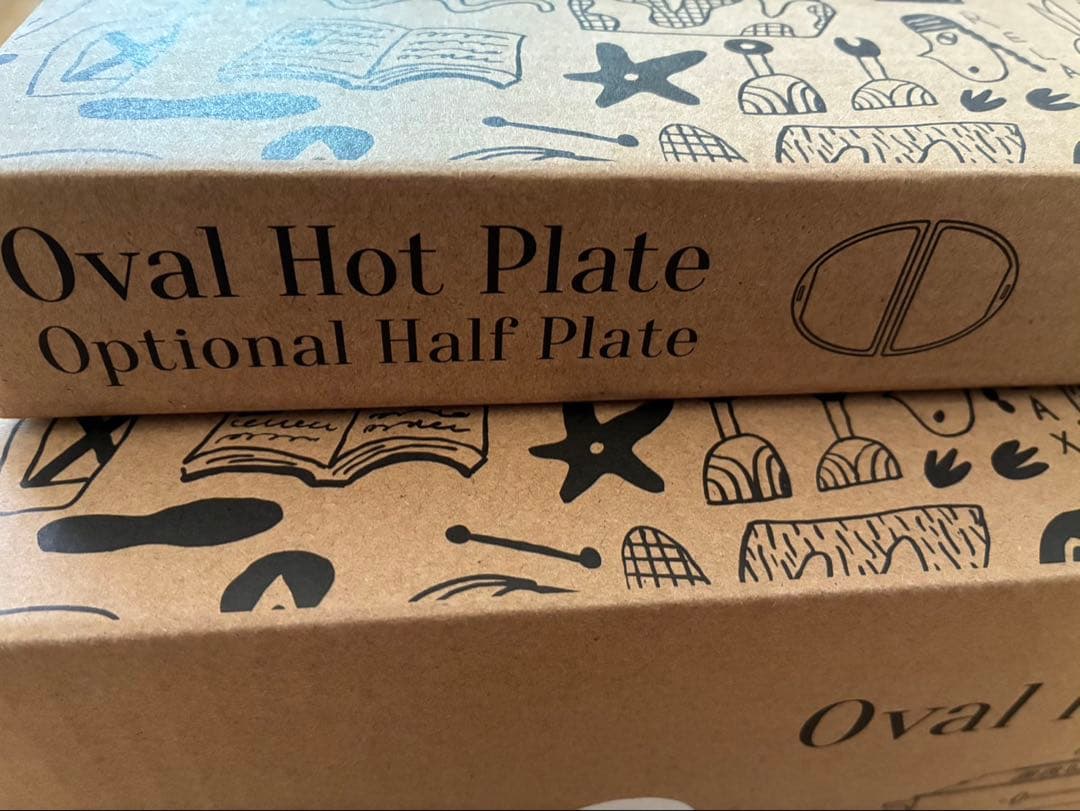 R E L A
Oval Hot Plate
Optional Half Plate
A
X
Oval